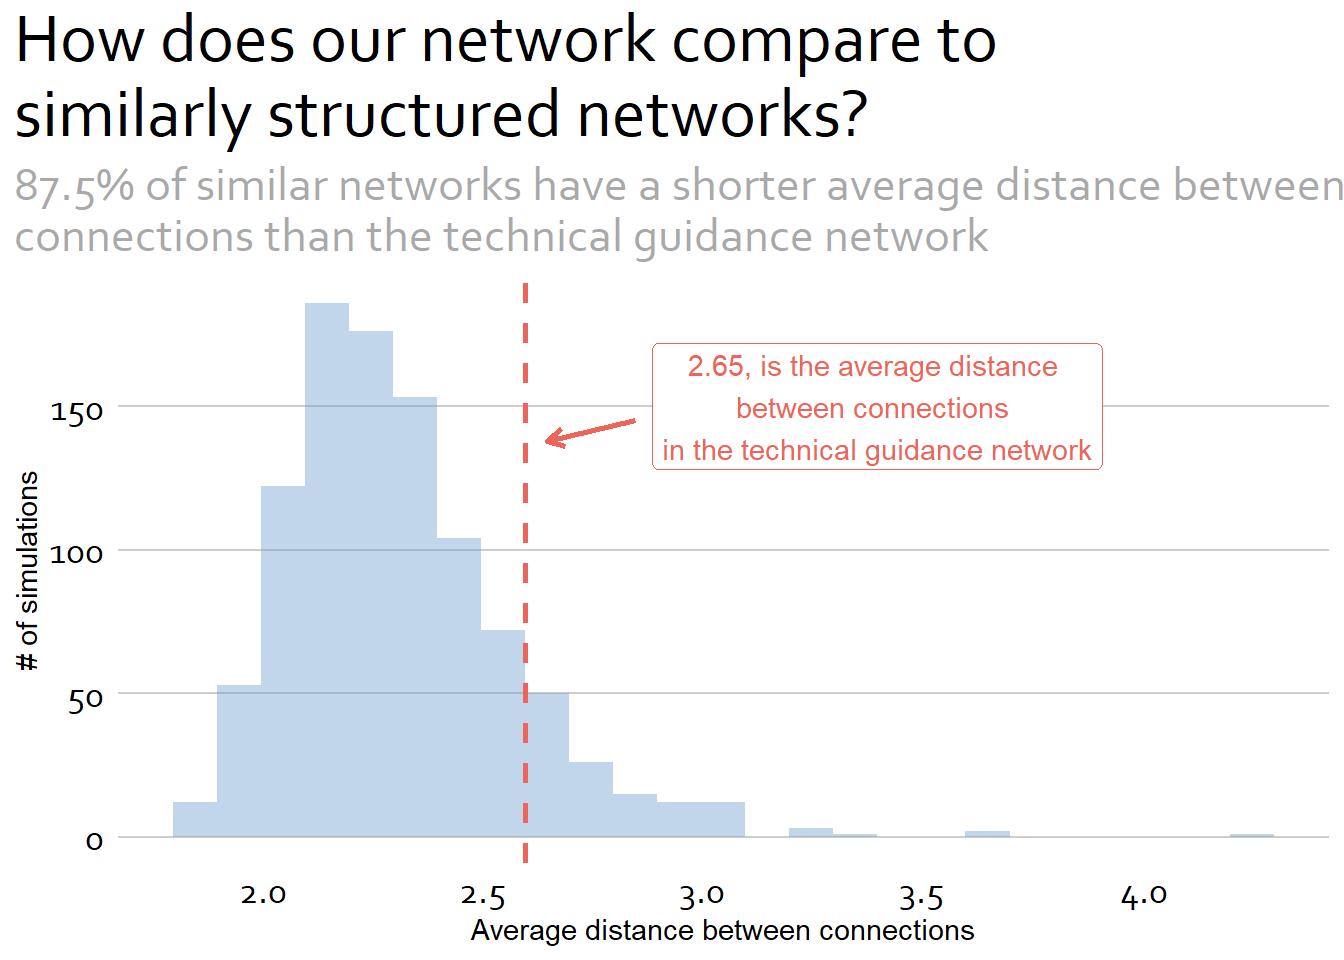 How does our network compare to
similarly structured networks?
87.5% of similar networks have a shorter average distance between
connections than the technical guidance network
2.65, is the average distance
between connections
in the technical guidance network
# of simulations
150
100
50
0
2.0 2.5 3.0 3.5 4.0
Average distance between connections